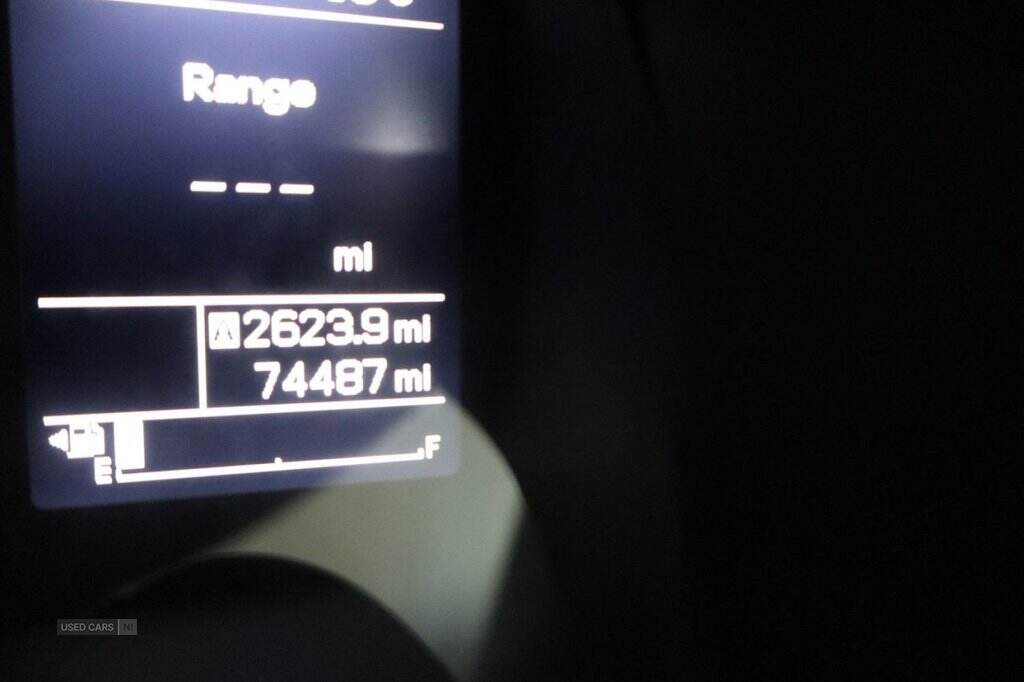 Range
---
mi
A 2623.9 mi
74487 mi
E F
USED CARS NI